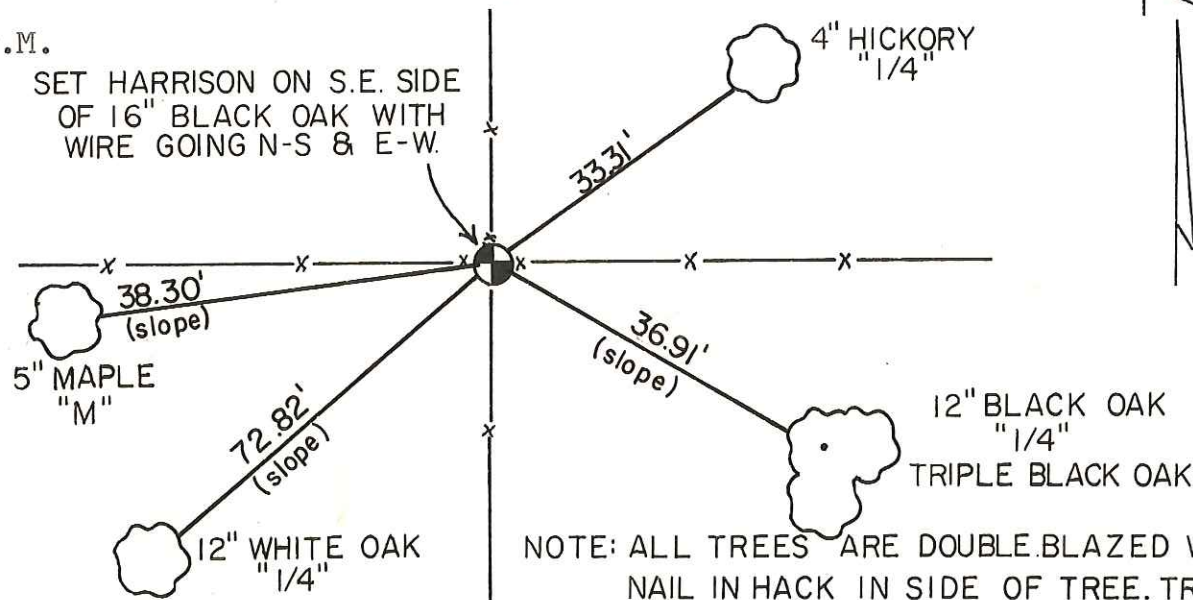 .M.
SET HARRISON ON S.E. SIDE
OF 16" BLACK OAK WITH
WIRE GOING N-S & E-W.
4" HICKORY
"1/4"
33.31'
38.30'
(slope)
5" MAPLE
"M"
36.91'
(slope)
72.82'
(slope)
12" BLACK OAK
"1/4"
TRIPLE BLACK OAK
12" WHITE OAK
"1/4"
NOTE: ALL TREES ARE DOUBLE BLAZED
NAIL IN HACK IN SIDE OF TREE. TR